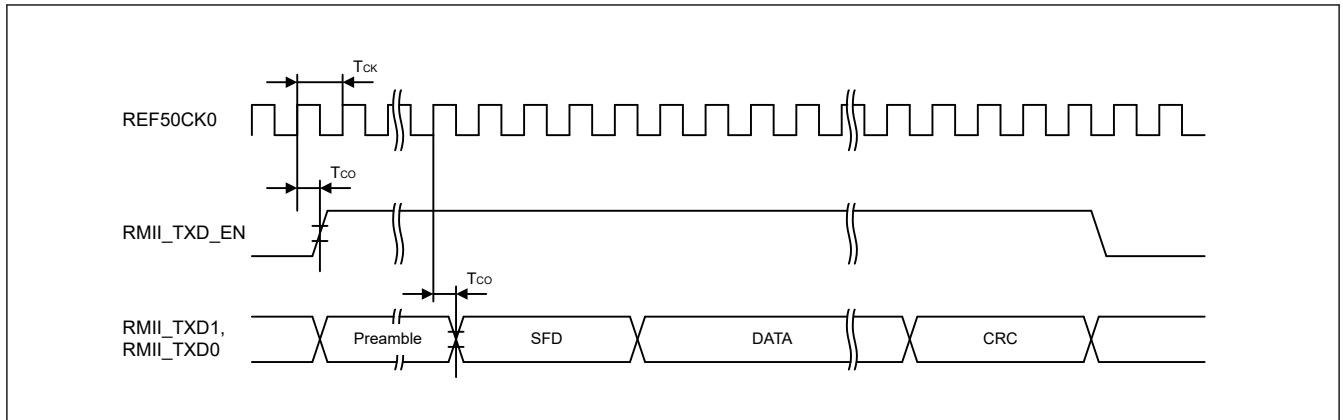 TCK
REF50CK0
TCO
RMII_TXD_EN
TCO
RMII_TXD1,
RMII_TXD0
Preamble
SFD
DATA
CRC